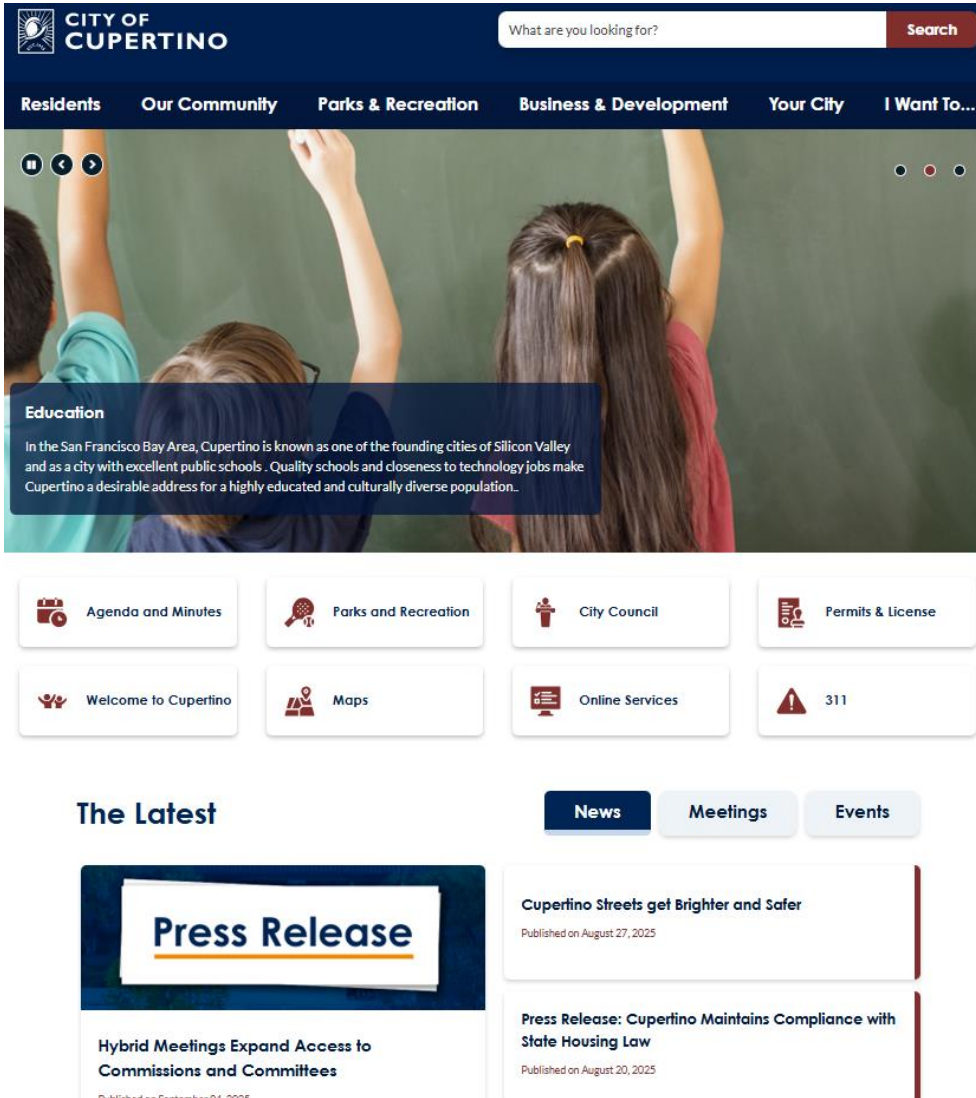 CITY OF
CUPERTINO
What are you looking for?
Search
Residents
Our Community
Parks & Recreation
Business & Development
Your City
I Want To...
Education
In the San Francisco Bay Area, Cupertino is known as one of the founding cities of Silicon Valley
and as a city with excellent public schools . Quality schools and closeness to technology jobs make
Cupertino a desirable address for a highly educated and culturally diverse population..
Agenda and Minutes
Parks and Recreation
City Council
Permits & License
Welcome to Cupertino
Maps
Online Services
311
The Latest
News
Meetings
Events
Press Release
Hybrid Meetings Expand Access to
Commissions and Committees
Cupertino Streets get Brighter and Safer
Published on August 27, 2025
Press Release: Cupertino Maintains Compliance with
State Housing Law
Published on August 20, 2025